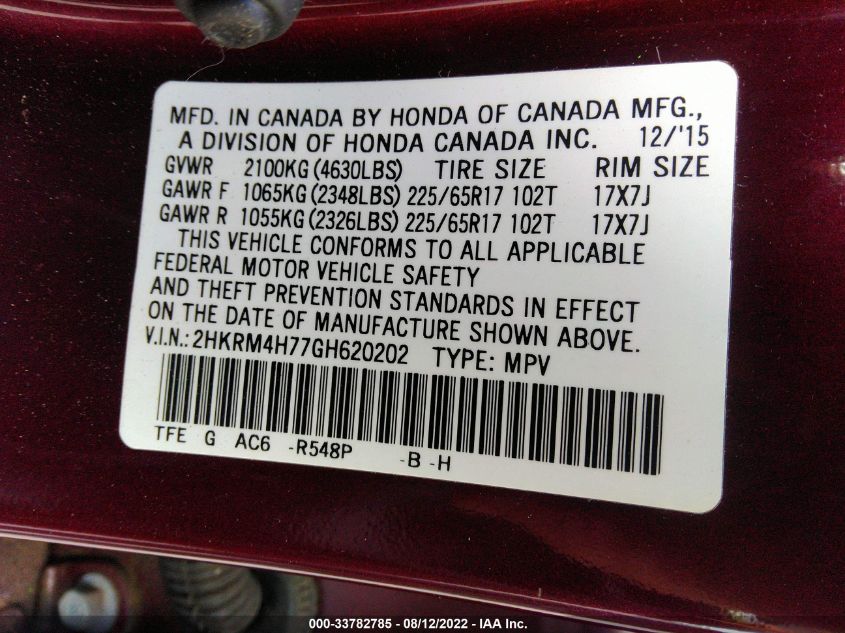 MFD. IN CANADA BY HONDA OF CANADA MFG.,
A DIVISION OF HONDA CANADA INC. 12/'15
GVWR 2100KG (4630LBS) TIRE SIZE RIM SIZE
GAWR F 1065KG (2348LBS) 225/65R17 102T 17X7J
GAWR R 1055KG (2326LBS) 225/65R17 102T 17X7J
THIS VEHICLE CONFORMS TO ALL APPLICABLE
FEDERAL MOTOR VEHICLE SAFETY
AND THEFT PREVENTION STANDARDS IN EFFECT
ON THE DATE OF MANUFACTURE SHOWN ABOVE.
V.I.N.: 2HKRM4H77GH620202 TYPE: MPV
TFE G AC6 -R548P -B -H
000-33782785 - 08/12/2022 - IAA Inc.